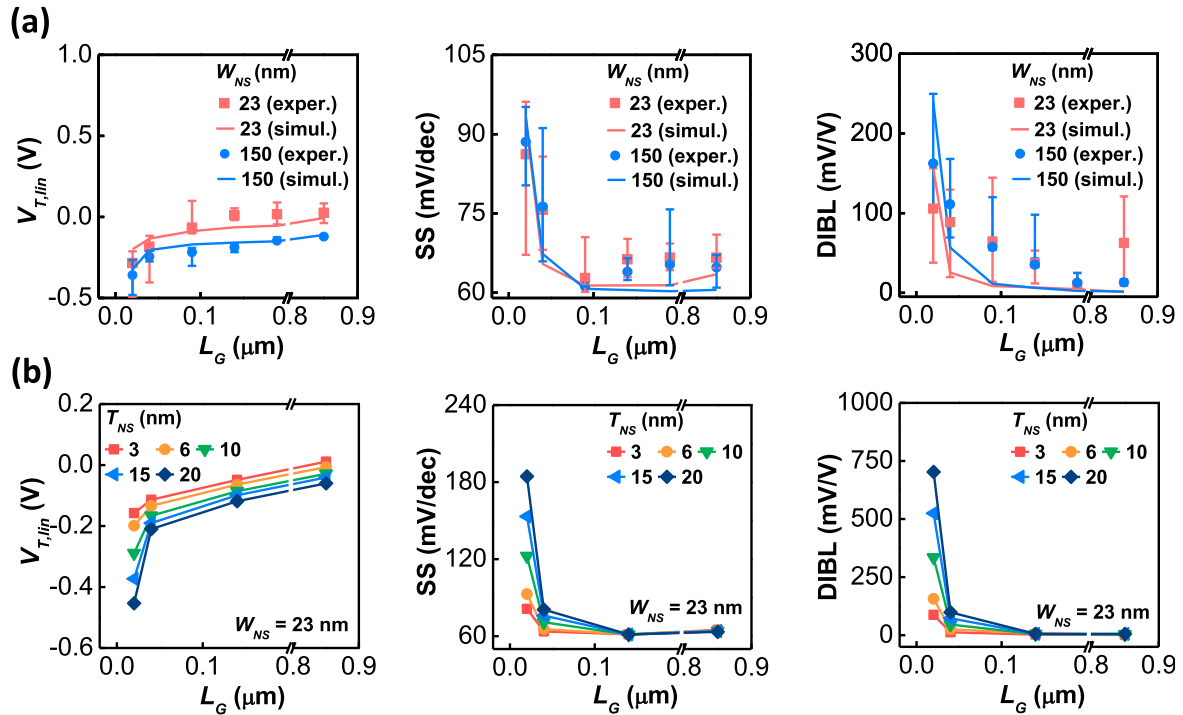 (a)
1.0
0.5
0.0
-0.5
V_T,lin (V)
W_NS (nm)
23 (exper.)
23 (simul.)
150 (exper.)
150 (simul.)
0.0 0.1 0.8 0.9
L_G (μm)
105
90
75
60
SS (mV/dec)
W_NS (nm)
23 (exper.)
23 (simul.)
150 (exper.)
150 (simul.)
0.0 0.1 0.8 0.9
L_G (μm)
300
200
100
0
DIBL (mV/V)
W_NS (nm)
23 (exper.)
23 (simul.)
150 (exper.)
150 (simul.)
0.0 0.1 0.8 0.9
L_G (μm)
(b)
0.2
0.0
-0.2
-0.4
-0.6
V_T,lin (V)
T_NS (nm)
3 6 10
15 20
W_NS = 23 nm
0.0 0.1 0.8 0.9
L_G (μm)
240
180
120
60
SS (mV/dec)
T_NS (nm)
3 6 10
15 20
W_NS = 23 nm
0.0 0.1 0.8 0.9
L_G (μm)
1000
750
500
250
0
DIBL (mV/V)
T_NS (nm)
3 6 10
15 20
W_NS = 23 nm
0.0 0.1 0.8 0.9
L_G (μm)